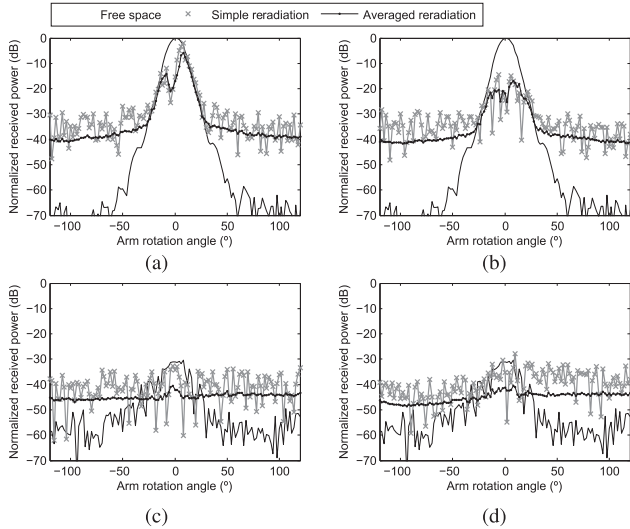 Free space Simple reradiation Averaged reradiation
Normalized received power (dB)
0
−10
−20
−30
−40
−50
−60
−70
−100 −50 0 50 100
Arm rotation angle (º)
(a)
Normalized received power (dB)
0
−10
−20
−30
−40
−50
−60
−70
−100 −50 0 50 100
Arm rotation angle (º)
(b)
Normalized received power (dB)
0
−10
−20
−30
−40
−50
−60
−70
−100 −50 0 50 100
Arm rotation angle (º)
(c)
Normalized received power (dB)
0
−10
−20
−30
−40
−50
−60
−70
−100 −50 0 50 100
Arm rotation angle (º)
(d)